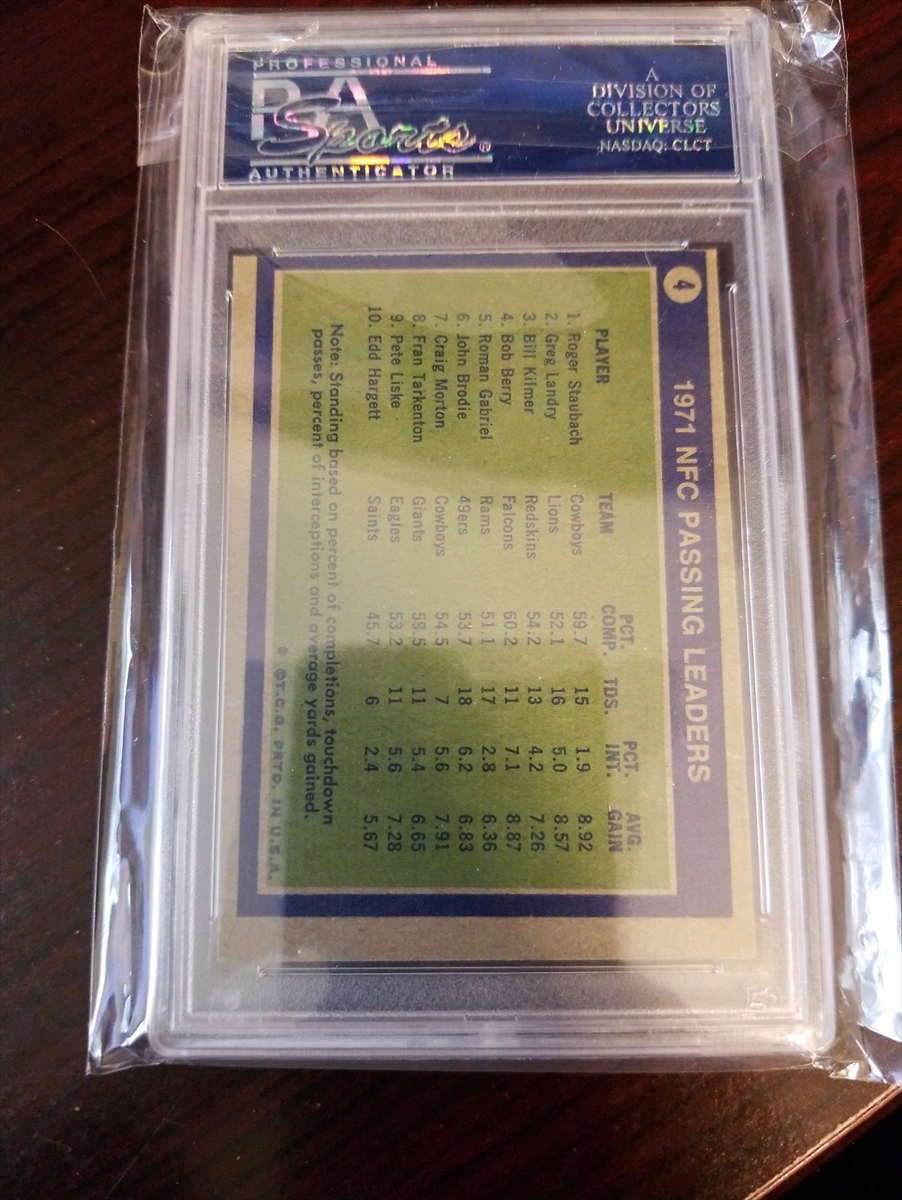 PROFESSIONAL
PSA
Sports®
AUTHENTICATOR
A
DIVISION OF
COLLECTORS
UNIVERSE
NASDAQ: CLCT
4
1971 NFC PASSING LEADERS
PLAYER TEAM PCT. COMP. TDS. PCT. INT. AVG. GAIN
1. Roger Staubach Cowboys 59.7 15 1.9 8.92
2. Greg Landry Lions 52.1 16 5.0 8.57
3. Bill Kilmer Redskins 54.2 13 4.2 7.26
4. Bob Berry Falcons 60.2 11 7.1 8.87
5. Roman Gabriel Rams 51.1 17 2.8 6.36
6. John Brodie 49ers 53.7 18 6.2 6.83
7. Craig Morton Cowboys 54.5 7 5.6 7.91
8. Fran Tarkenton Giants 58.5 11 5.4 6.65
9. Pete Liske Eagles 53.2 11 5.6 7.28
10. Edd Hargett Saints 45.7 6 2.4 5.67
Note: Standing based on percent of completions, touchdown
passes, percent of interceptions and average yards gained.
* ©T.C.G. PRTD. IN U.S.A.